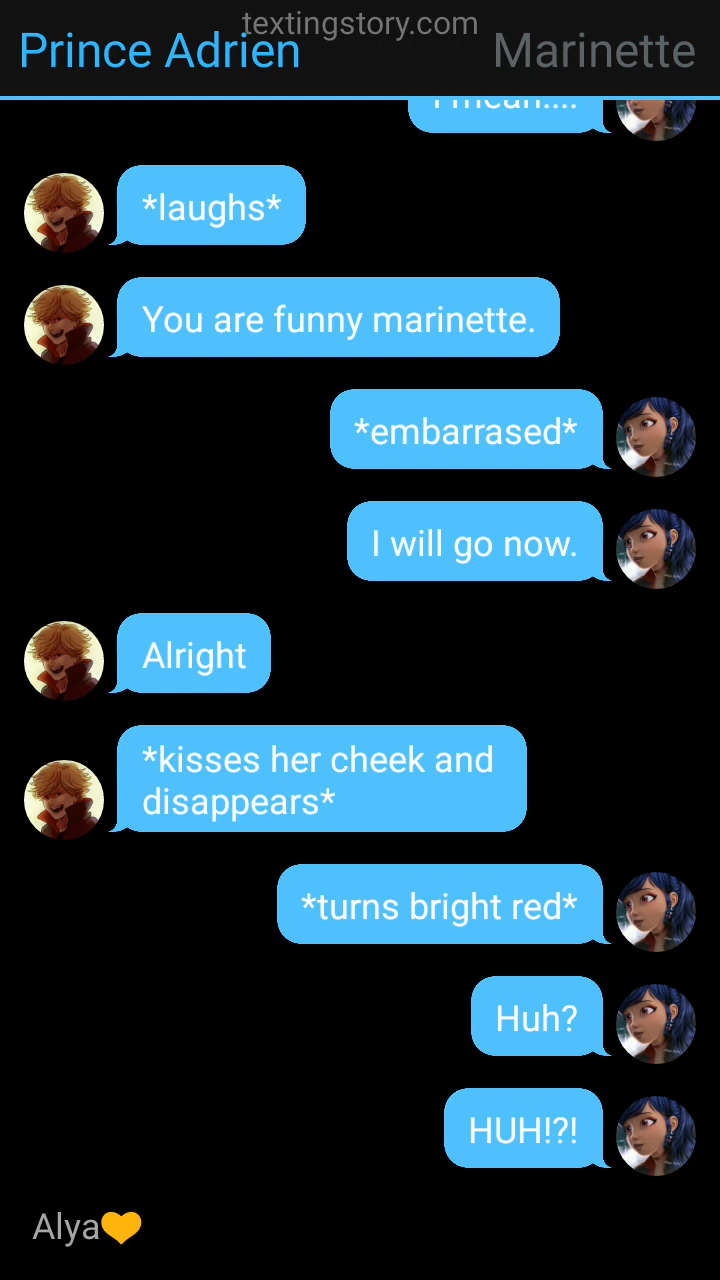 textingstory.com
Prince Adrien
Marinette
I mean....
*laughs*
You are funny marinette.
*embarrased*
I will go now.
Alright
*kisses her cheek and
disappears*
*turns bright red*
Huh?
HUH!?!
Alya💛